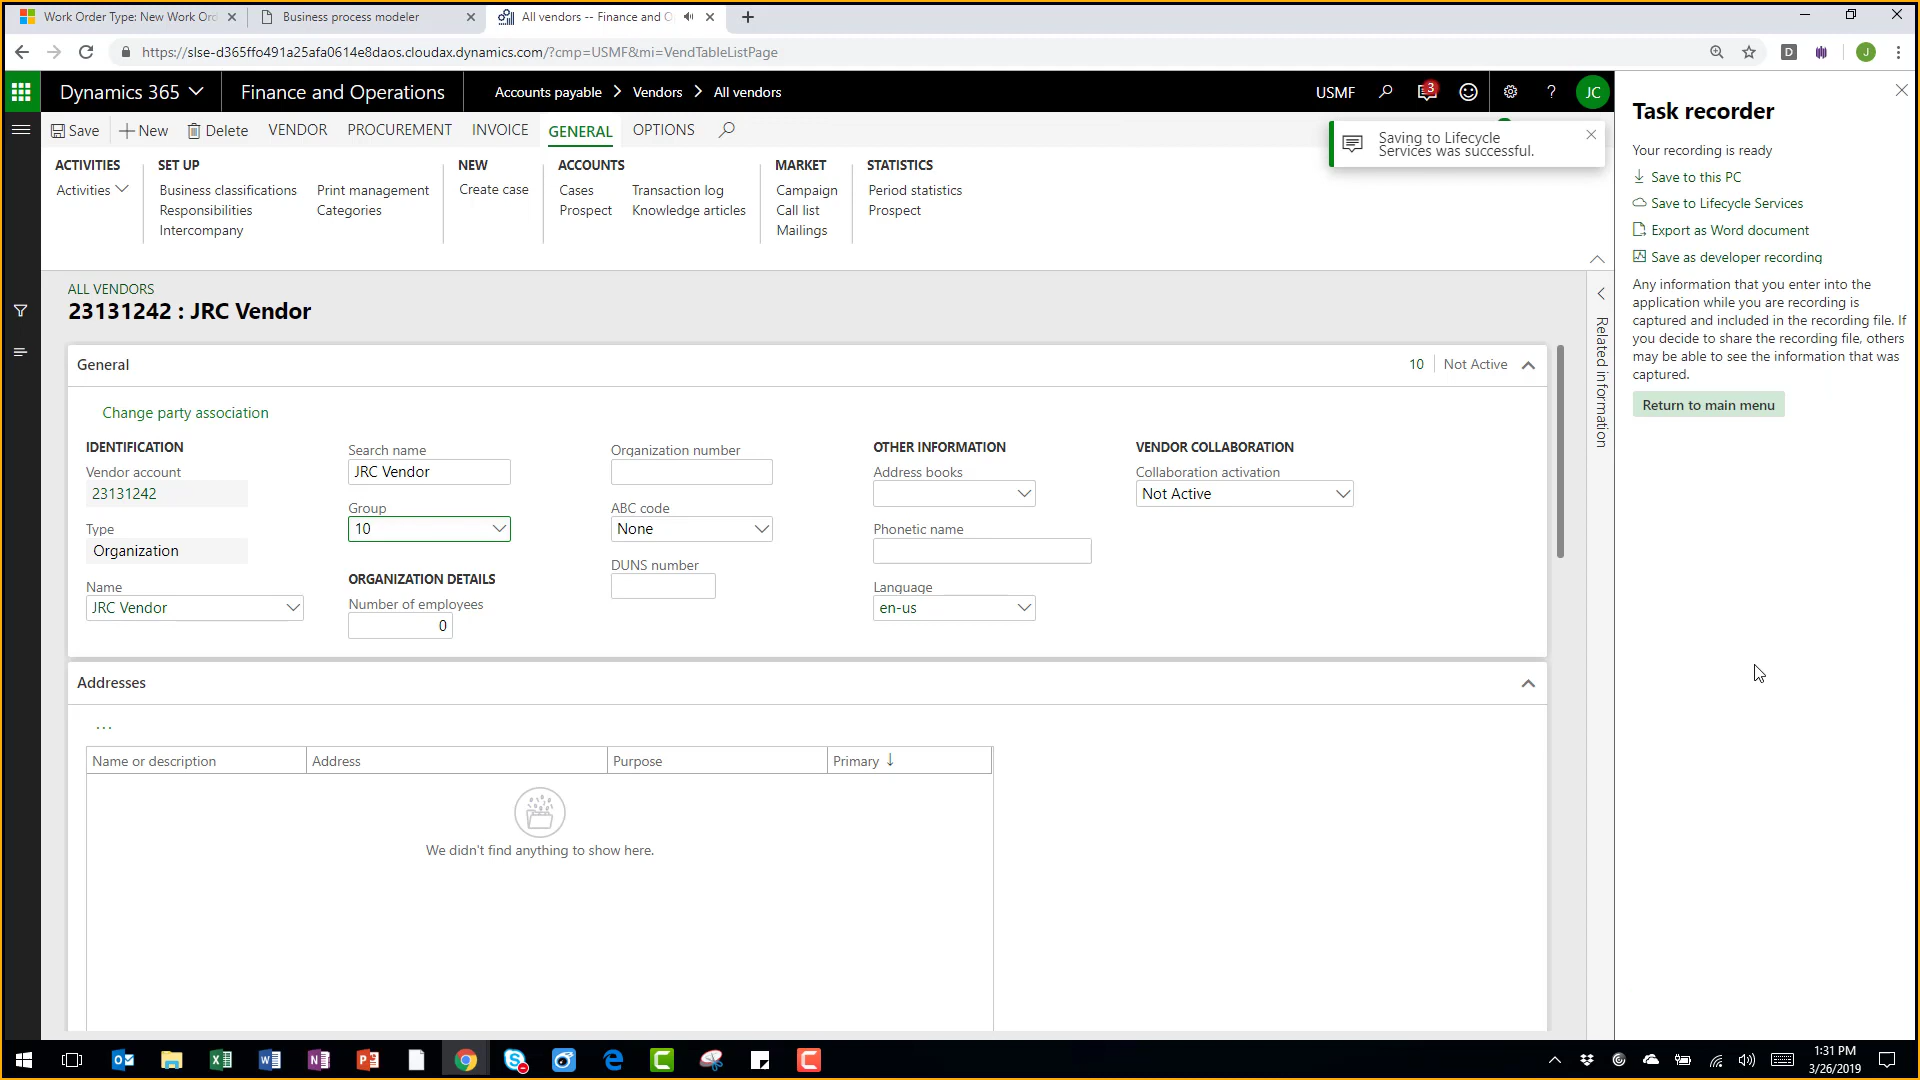 Work Order Type: New Work Ord
Business process modeler
All vendors -- Finance and O
https://slse-d365ffo491a25afa0614e8daos.cloudax.dynamics.com/?cmp=USMF&mi=VendTableListPage
D
J
Dynamics 365
Finance and Operations
Accounts payable > Vendors > All vendors
USMF
3
?
JC
Save
New
Delete
VENDOR
PROCUREMENT
INVOICE
GENERAL
OPTIONS
ACTIVITIES
Activities
SET UP
Business classifications
Responsibilities
Intercompany
Print management
Categories
NEW
Create case
ACCOUNTS
Cases
Prospect
Transaction log
Knowledge articles
MARKET
Campaign
Call list
Mailings
STATISTICS
Period statistics
Prospect
Saving to Lifecycle
Services was successful.
ALL VENDORS
23131242 : JRC Vendor
General
10
Not Active
Change party association
IDENTIFICATION
Vendor account
23131242
Type
Organization
Name
JRC Vendor
Search name
JRC Vendor
Group
10
ORGANIZATION DETAILS
Number of employees
0
Organization number
ABC code
None
DUNS number
OTHER INFORMATION
Address books
Phonetic name
Language
en-us
VENDOR COLLABORATION
Collaboration activation
Not Active
Addresses
...
Name or description
Address
Purpose
Primary
We didn't find anything to show here.
Related information
Task recorder
Your recording is ready
Save to this PC
Save to Lifecycle Services
Export as Word document
Save as developer recording
Any information that you enter into the
application while you are recording is
captured and included in the recording file. If
you decide to share the recording file, others
may be able to see the information that was
captured.
Return to main menu
1:31 PM
3/26/2019